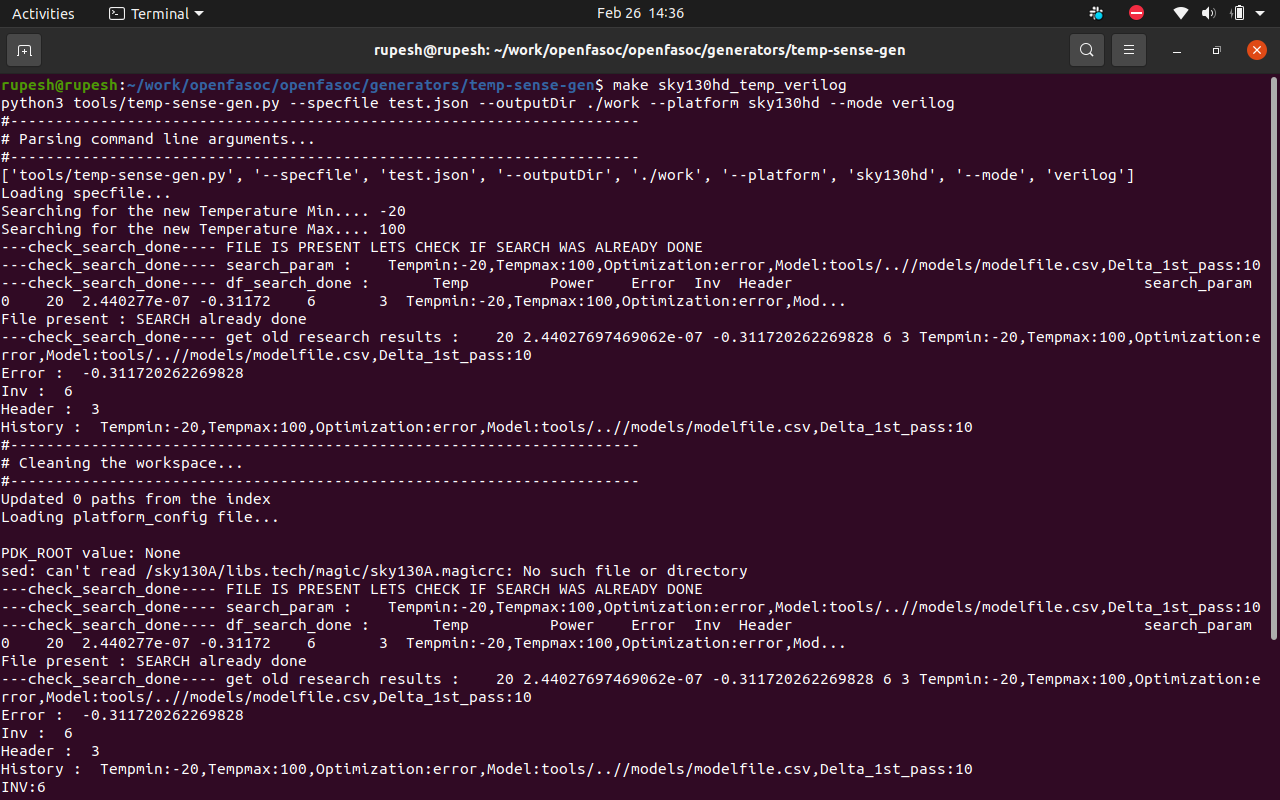 Activities
Terminal
Feb 26 14:36
rupesh@rupesh: ~/work/openfasoc/openfasoc/generators/temp-sense-gen
rupesh@rupesh:~/work/openfasoc/openfasoc/generators/temp-sense-gen$ make sky130hd_temp_verilog
python3 tools/temp-sense-gen.py --specfile test.json --outputDir ./work --platform sky130hd --mode verilog
#----------------------------------------------------------------------
# Parsing command line arguments...
#----------------------------------------------------------------------
['tools/temp-sense-gen.py', '--specfile', 'test.json', '--outputDir', './work', '--platform', 'sky130hd', '--mode', 'verilog']
Loading specfile...
Searching for the new Temperature Min.... -20
Searching for the new Temperature Max.... 100
---check_search_done---- FILE IS PRESENT LETS CHECK IF SEARCH WAS ALREADY DONE
---check_search_done---- search_param :    Tempmin:-20,Tempmax:100,Optimization:error,Model:tools/..//models/modelfile.csv,Delta_1st_pass:10
---check_search_done---- df_search_done :       Temp         Power    Error  Inv  Header                                       search_param
0    20  2.440277e-07 -0.31172    6       3  Tempmin:-20,Tempmax:100,Optimization:error,Mod...
File present : SEARCH already done
---check_search_done---- get old research results :    20 2.44027697469062e-07 -0.311720262269828 6 3 Tempmin:-20,Tempmax:100,Optimization:e
rror,Model:tools/..//models/modelfile.csv,Delta_1st_pass:10
Error :  -0.311720262269828
Inv :  6
Header :  3
History :  Tempmin:-20,Tempmax:100,Optimization:error,Model:tools/..//models/modelfile.csv,Delta_1st_pass:10
#----------------------------------------------------------------------
# Cleaning the workspace...
#----------------------------------------------------------------------
Updated 0 paths from the index
Loading platform_config file...
PDK_ROOT value: None
sed: can't read /sky130A/libs.tech/magic/sky130A.magicrc: No such file or directory
---check_search_done---- FILE IS PRESENT LETS CHECK IF SEARCH WAS ALREADY DONE
---check_search_done---- search_param :    Tempmin:-20,Tempmax:100,Optimization:error,Model:tools/..//models/modelfile.csv,Delta_1st_pass:10
---check_search_done---- df_search_done :       Temp         Power    Error  Inv  Header                                       search_param
0    20  2.440277e-07 -0.31172    6       3  Tempmin:-20,Tempmax:100,Optimization:error,Mod...
File present : SEARCH already done
---check_search_done---- get old research results :    20 2.44027697469062e-07 -0.311720262269828 6 3 Tempmin:-20,Tempmax:100,Optimization:e
rror,Model:tools/..//models/modelfile.csv,Delta_1st_pass:10
Error :  -0.311720262269828
Inv :  6
Header :  3
History :  Tempmin:-20,Tempmax:100,Optimization:error,Model:tools/..//models/modelfile.csv,Delta_1st_pass:10
INV:6